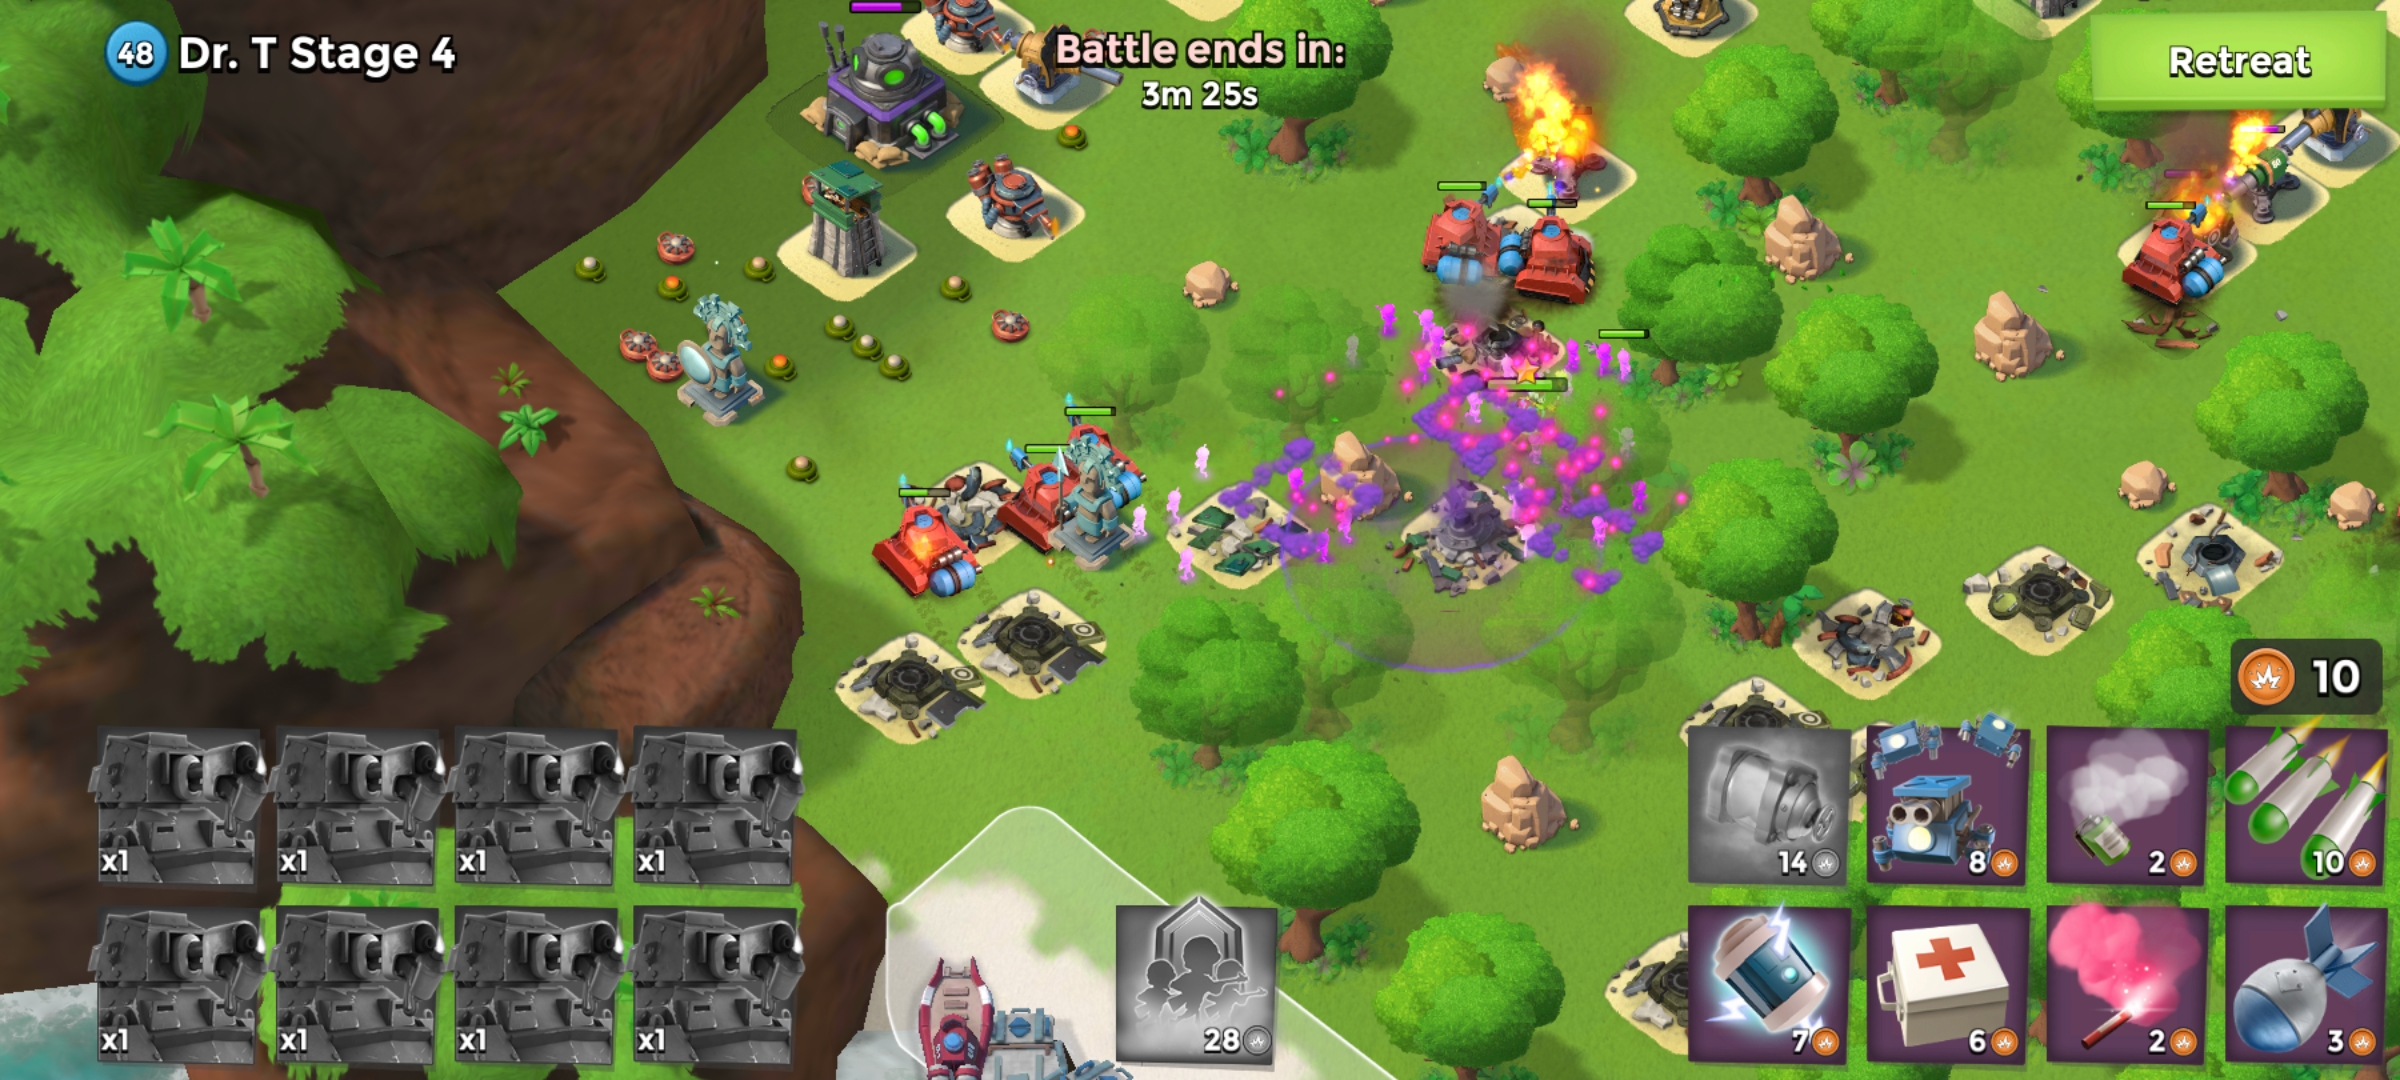 48 Dr. T Stage 4
Battle ends in:
3m 25s
Retreat
10
x1 x1 x1 x1
14 8 2 10
x1 x1 x1 x1
28
7 6 2 3